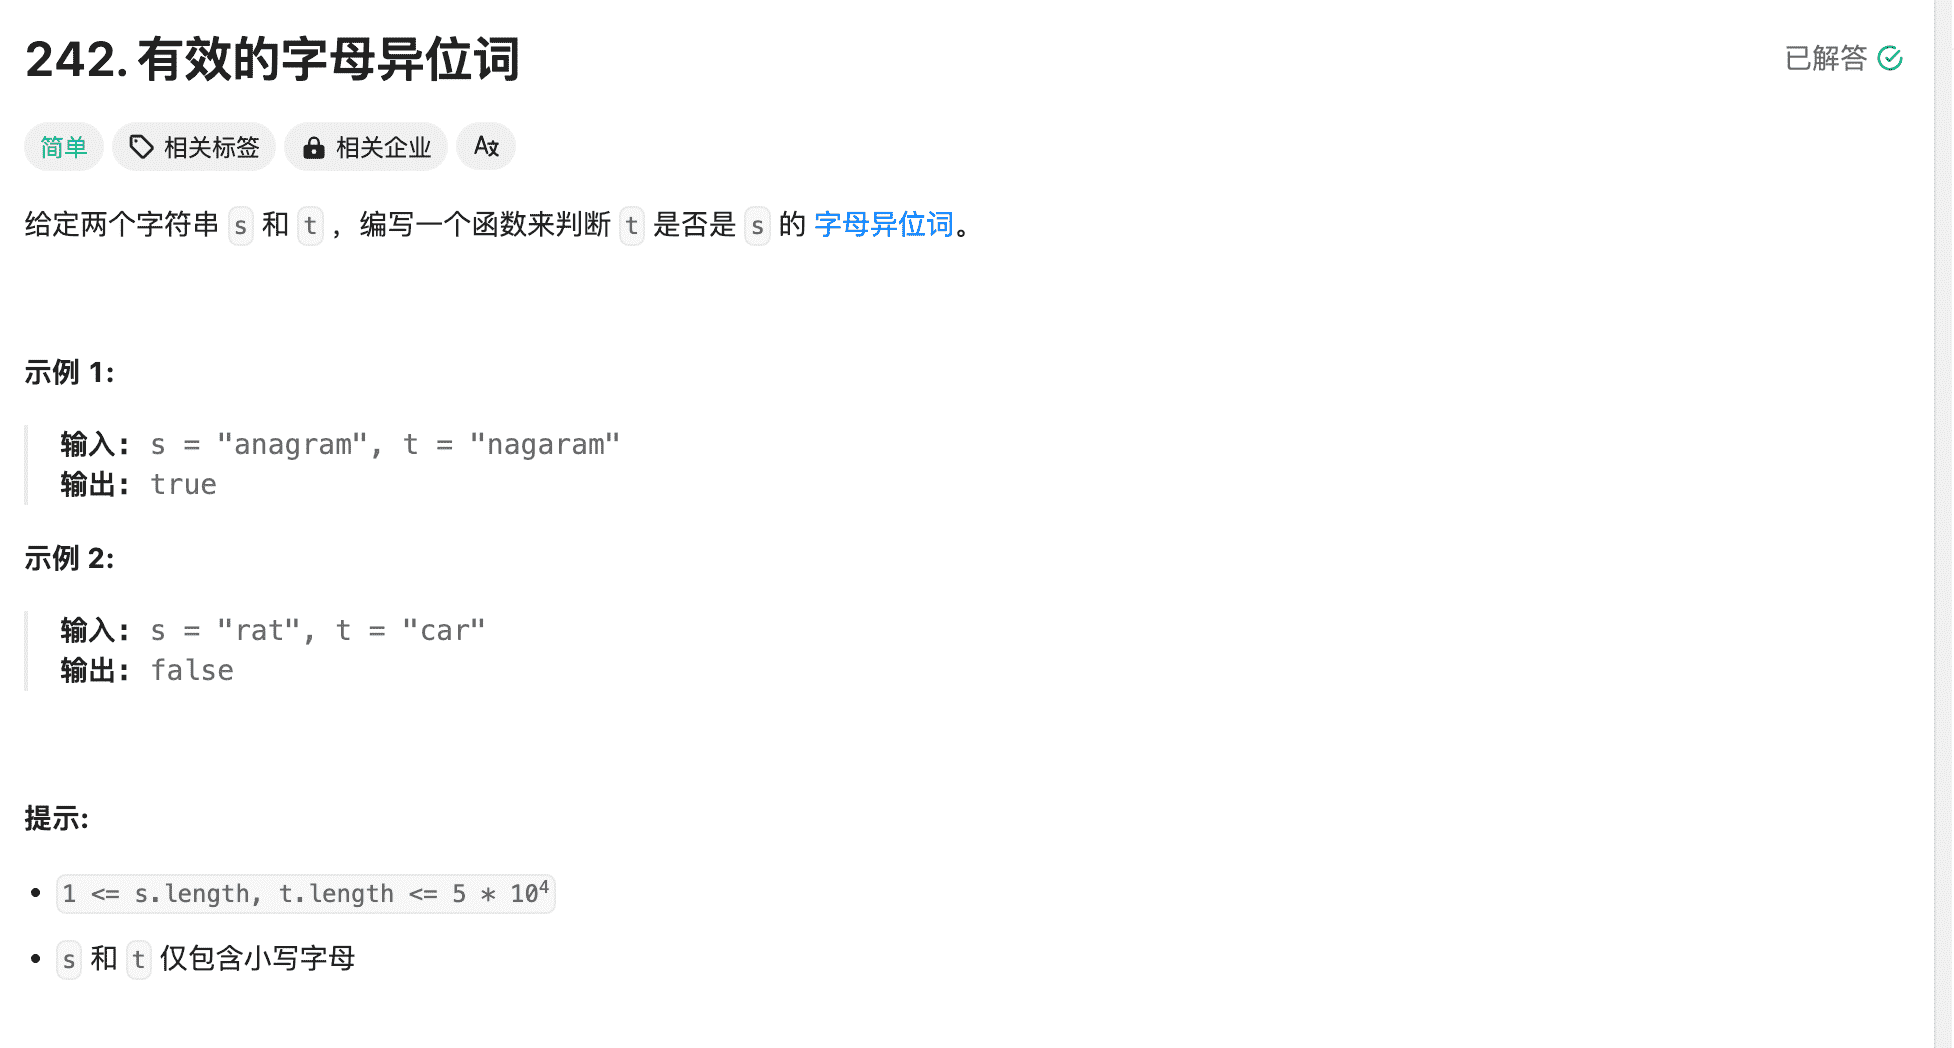 242. 有效的字母异位词
已解答
简单 相关标签 相关企业
给定两个字符串 s 和 t ，编写一个函数来判断 t 是否是 s 的 字母异位词。
示例 1:
输入: s = "anagram", t = "nagaram"
输出: true
示例 2:
输入: s = "rat", t = "car"
输出: false
提示:
• 1 <= s.length, t.length <= 5 * 10⁴
• s 和 t 仅包含小写字母